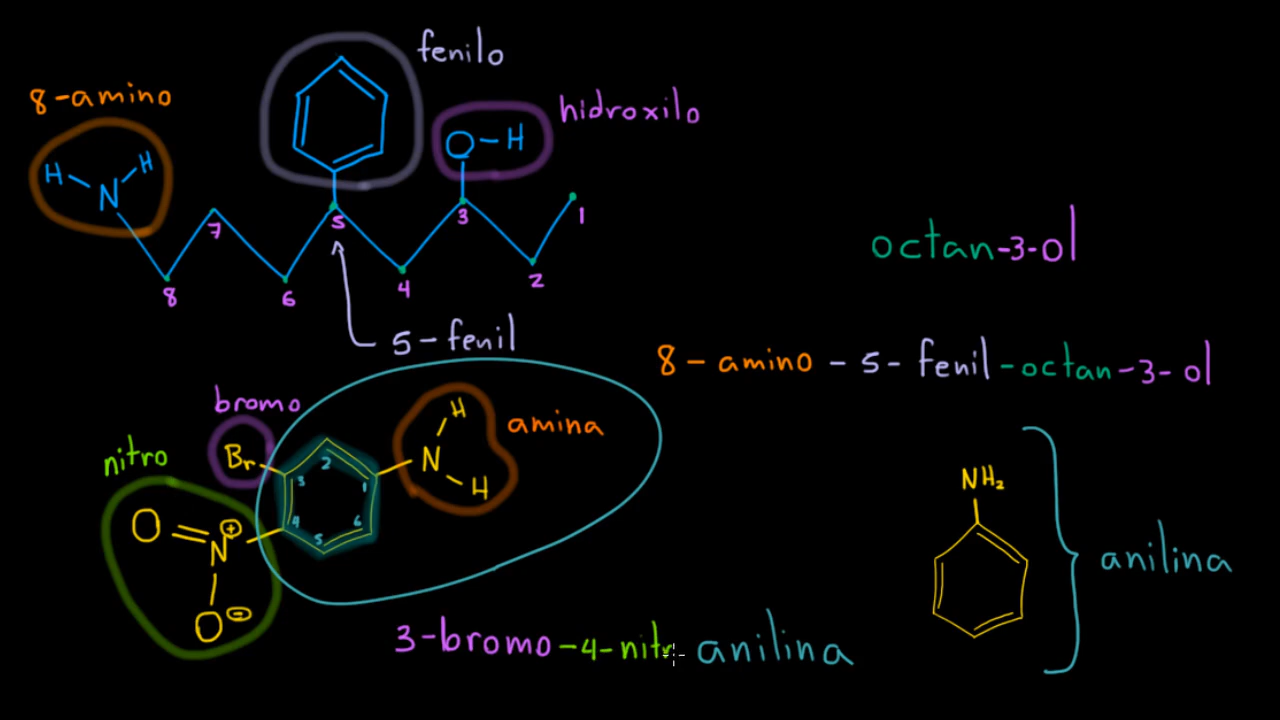 fenilo
8-amino
hidroxilo
H
H
N
O-H
7
5
3
1
8
6
4
2
octan-3-ol
5-fenil
8-amino-5-fenil-octan-3-ol
bromo
amina
nitro
Br
N
H
H
3
2
1
4
5
6
O
N
+
O
-
NH₂
anilina
3-bromo-4-nitr anilina